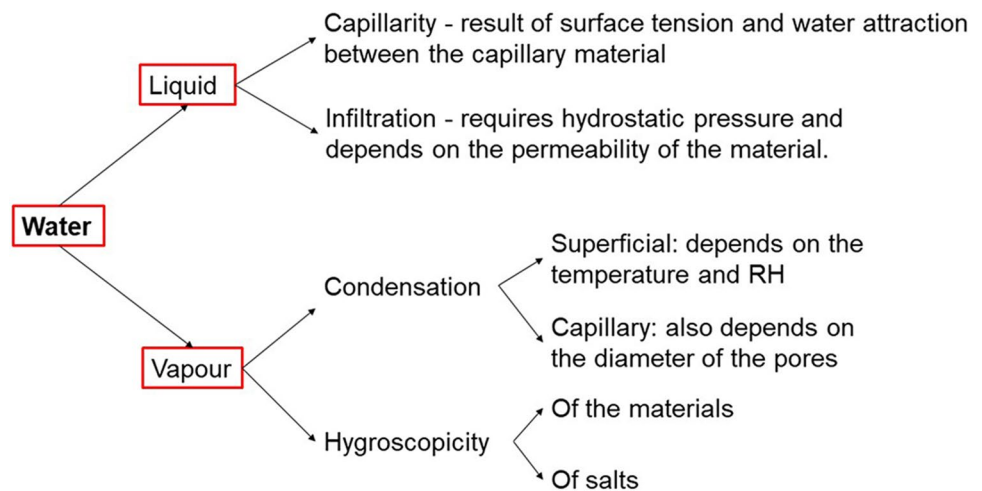 Capillarity - result of surface tension and water attraction
between the capillary material
Liquid
Infiltration - requires hydrostatic pressure and
depends on the permeability of the material.
Water
Superficial: depends on the
temperature and RH
Condensation
Capillary: also depends on
the diameter of the pores
Vapour
Of the materials
Hygroscopicity
Of salts